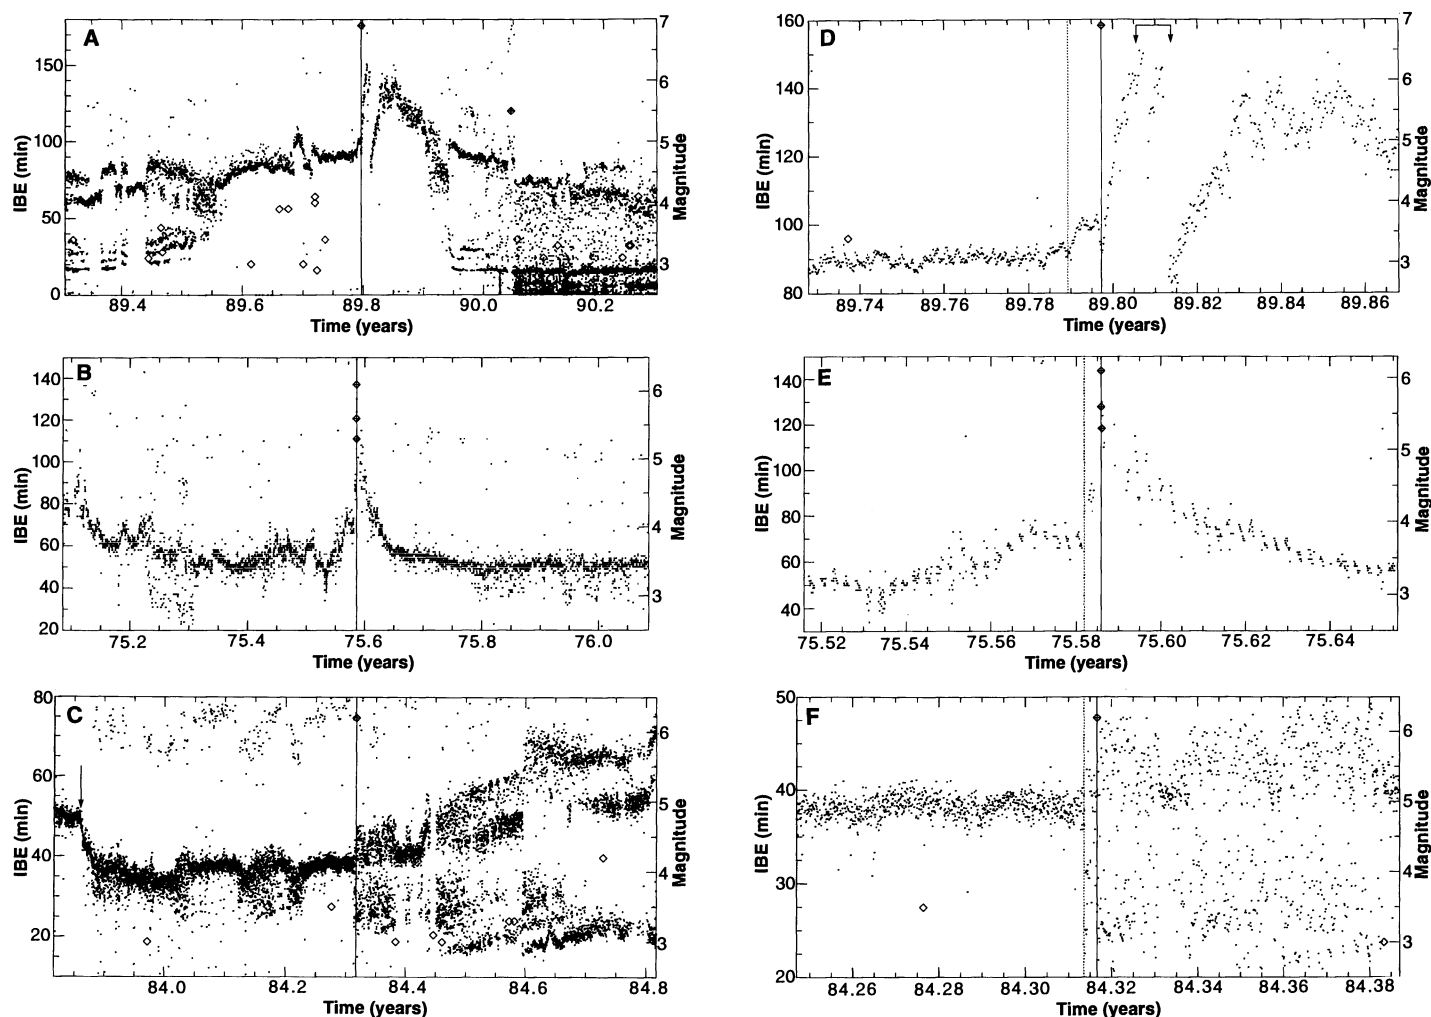 A
IBE (min)
150
100
50
0
7
6
5
4
3
Magnitude
89.4 89.6 89.8 90.0 90.2
Time (years)
D
IBE (min)
160
140
120
100
80
7
6
5
4
3
Magnitude
89.74 89.76 89.78 89.80 89.82 89.84 89.86
Time (years)
B
IBE (min)
140
120
100
80
60
40
20
6
5
4
3
Magnitude
75.2 75.4 75.6 75.8 76.0
Time (years)
E
IBE (min)
140
120
100
80
60
40
6
5
4
3
Magnitude
75.52 75.54 75.56 75.58 75.60 75.62 75.64
Time (years)
C
IBE (min)
80
60
40
20
6
5
4
3
Magnitude
84.0 84.2 84.4 84.6 84.8
Time (years)
F
IBE (min)
50
40
30
20
6
5
4
3
Magnitude
84.26 84.28 84.30 84.32 84.34 84.36 84.38
Time (years)